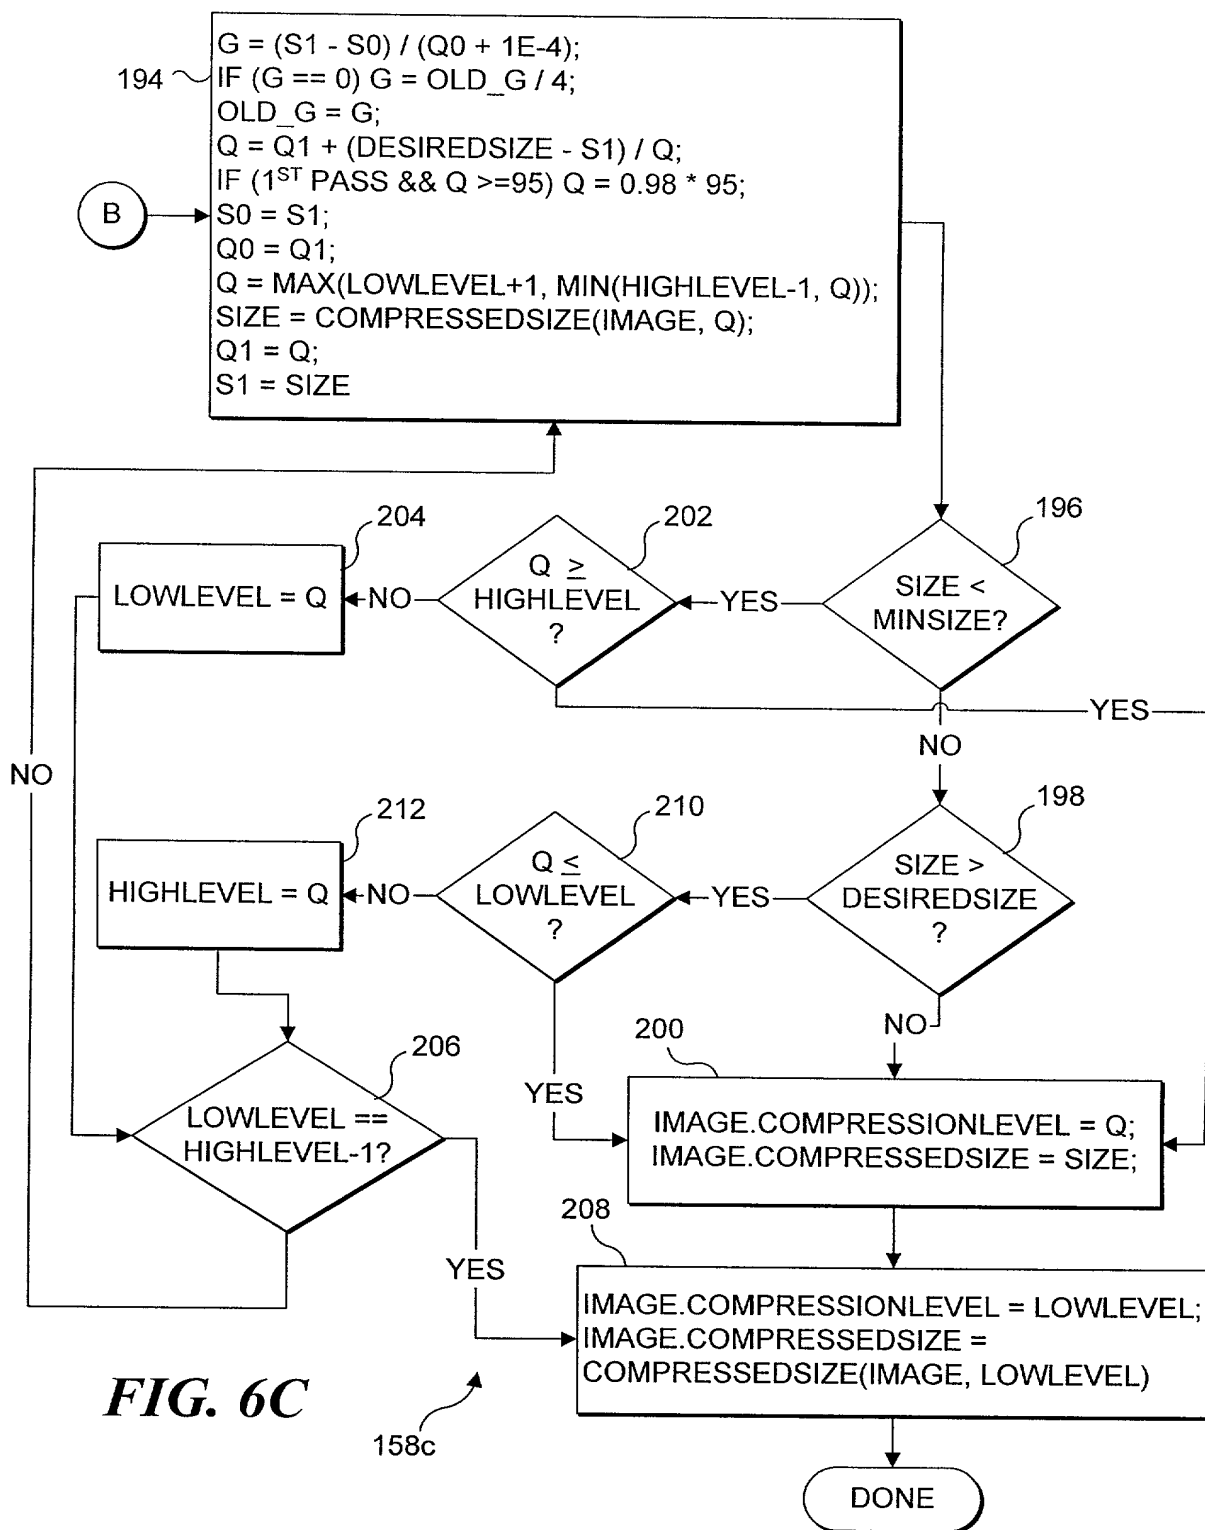 G = (S1 - S0) / (Q0 + 1E-4);
194
IF (G == 0) G = OLD_G / 4;
OLD_G = G;
Q = Q1 + (DESIREDSIZE - S1) / Q;
IF (1ST PASS && Q >=95) Q = 0.98 * 95;
B
S0 = S1;
Q0 = Q1;
Q = MAX(LOWLEVEL+1, MIN(HIGHLEVEL-1, Q));
SIZE = COMPRESSEDSIZE(IMAGE, Q);
Q1 = Q;
S1 = SIZE
204
202
196
LOWLEVEL = Q
NO
Q ≥
HIGHLEVEL
?
YES
SIZE <
MINSIZE?
YES
NO
NO
212
210
198
HIGHLEVEL = Q
NO
Q ≤
LOWLEVEL
?
YES
SIZE >
DESIREDSIZE
?
NO
200
206
YES
LOWLEVEL ==
HIGHLEVEL-1?
IMAGE.COMPRESSIONLEVEL = Q;
IMAGE.COMPRESSEDSIZE = SIZE;
208
YES
IMAGE.COMPRESSIONLEVEL = LOWLEVEL;
IMAGE.COMPRESSEDSIZE =
COMPRESSEDSIZE(IMAGE, LOWLEVEL)
FIG. 6C
158c
DONE